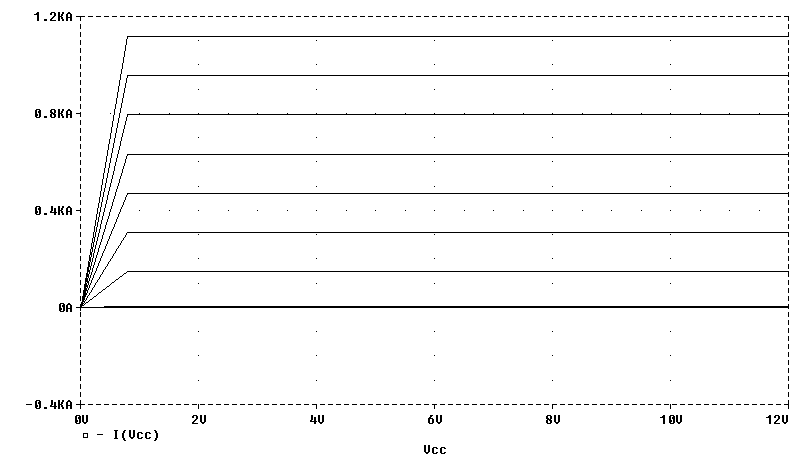 1.2KA
0.8KA
0.4KA
0A
-0.4KA
0V 2V 4V 6V 8V 10V 12V
- I(Vcc)
Vcc